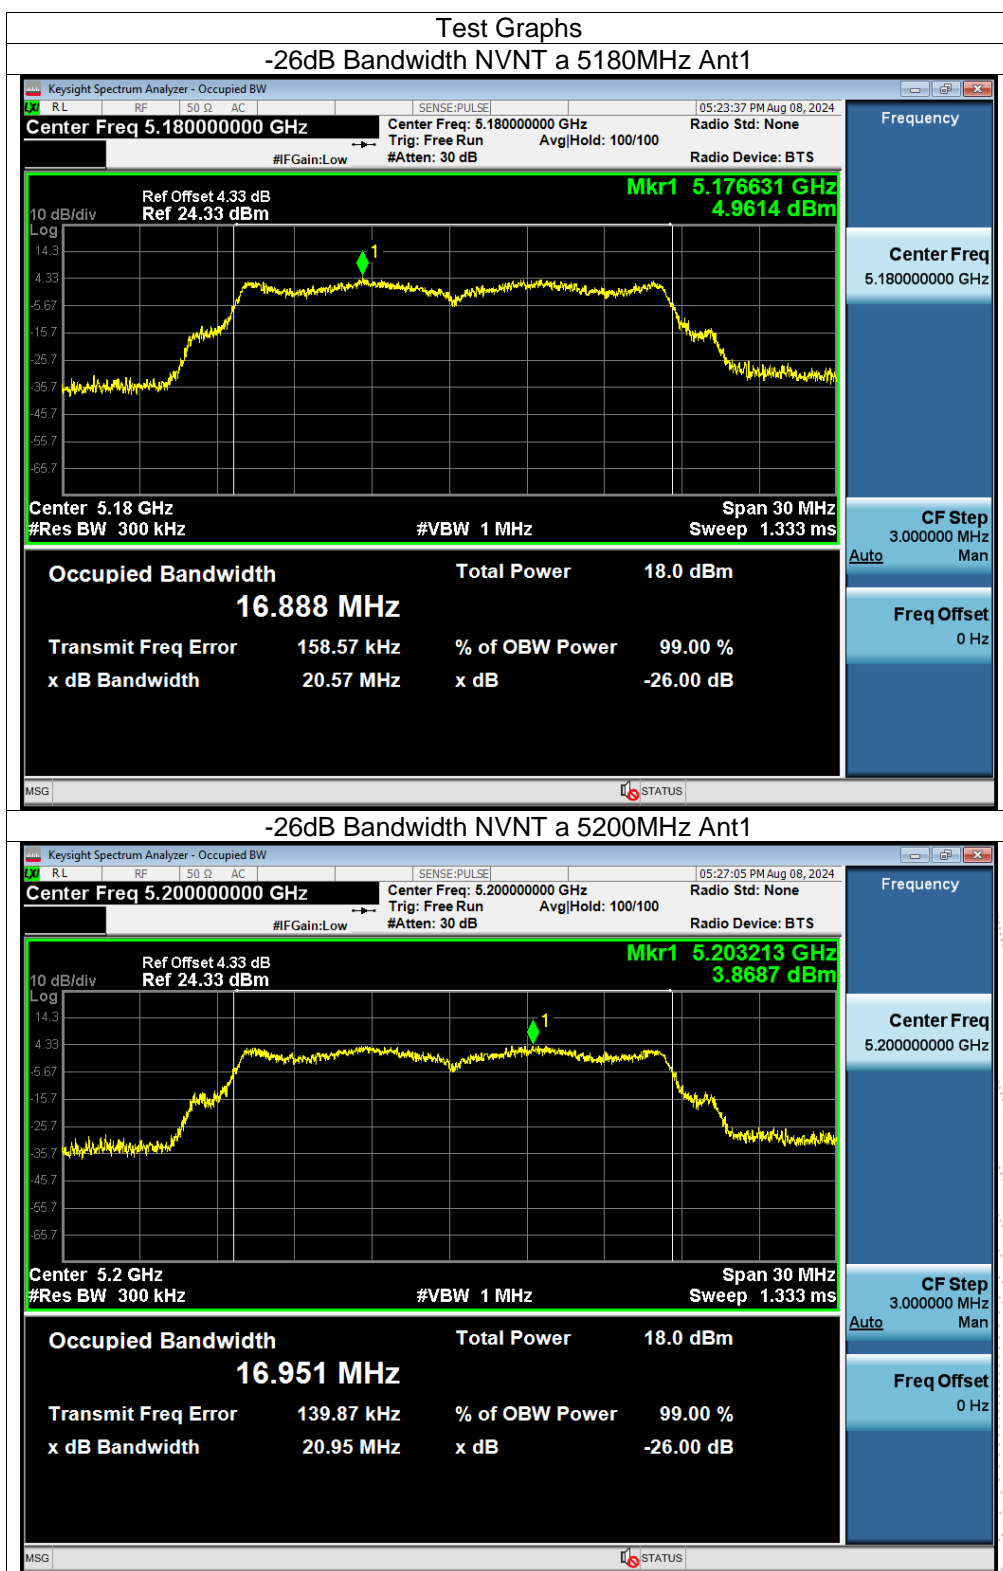 Test Graphs
-26dB Bandwidth NVNT a 5180MHz Ant1
Keysight Spectrum Analyzer - Occupied BW
LXI RL RF 50 Ω AC SENSE:PULSE 05:23:37 PM Aug 08, 2024
Center Freq 5.180000000 GHz
Center Freq: 5.180000000 GHz
Radio Std: None
Trig: Free Run Avg|Hold: 100/100
#IFGain:Low #Atten: 30 dB Radio Device: BTS
Frequency
Mkr1 5.176631 GHz
4.9614 dBm
Ref Offset 4.33 dB
10 dB/div Ref 24.33 dBm
Log
14.3
4.33
-5.67
-15.7
-25.7
-35.7
-45.7
-55.7
-65.7
1
Center 5.18 GHz Span 30 MHz
#Res BW 300 kHz #VBW 1 MHz Sweep 1.333 ms
Center Freq
5.180000000 GHz
CF Step
3.000000 MHz
Auto Man
Freq Offset
0 Hz
Occupied Bandwidth Total Power 18.0 dBm
16.888 MHz
Transmit Freq Error 158.57 kHz % of OBW Power 99.00 %
x dB Bandwidth 20.57 MHz x dB -26.00 dB
MSG STATUS
-26dB Bandwidth NVNT a 5200MHz Ant1
Keysight Spectrum Analyzer - Occupied BW
LXI RL RF 50 Ω AC SENSE:PULSE 05:27:05 PM Aug 08, 2024
Center Freq 5.200000000 GHz
Center Freq: 5.200000000 GHz
Radio Std: None
Trig: Free Run Avg|Hold: 100/100
#IFGain:Low #Atten: 30 dB Radio Device: BTS
Frequency
Mkr1 5.203213 GHz
3.8687 dBm
Ref Offset 4.33 dB
10 dB/div Ref 24.33 dBm
Log
14.3
4.33
-5.67
-15.7
-25.7
-35.7
-45.7
-55.7
-65.7
1
Center 5.2 GHz Span 30 MHz
#Res BW 300 kHz #VBW 1 MHz Sweep 1.333 ms
Center Freq
5.200000000 GHz
CF Step
3.000000 MHz
Auto Man
Freq Offset
0 Hz
Occupied Bandwidth Total Power 18.0 dBm
16.951 MHz
Transmit Freq Error 139.87 kHz % of OBW Power 99.00 %
x dB Bandwidth 20.95 MHz x dB -26.00 dB
MSG STATUS